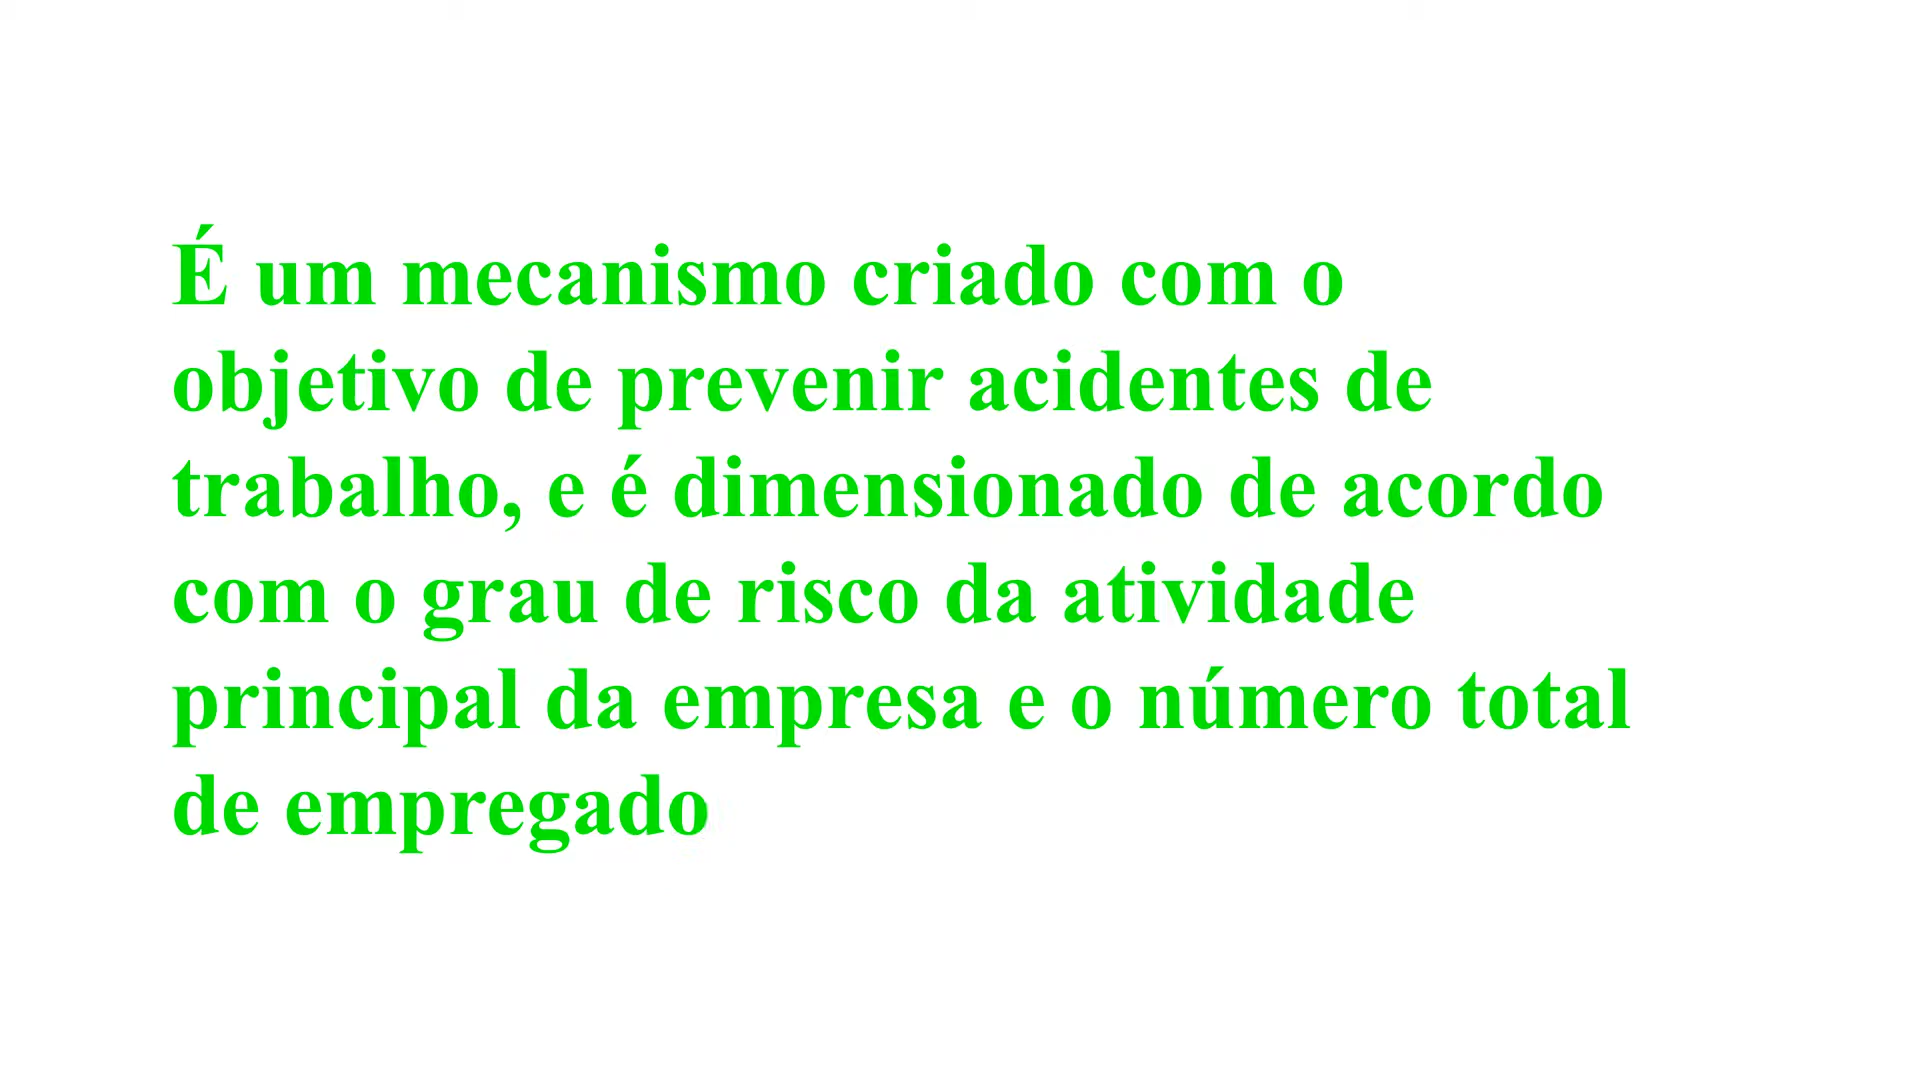 É um mecanismo criado com o
objetivo de prevenir acidentes de
trabalho, e é dimensionado de acordo
com o grau de risco da atividade
principal da empresa e o número total
de empregado